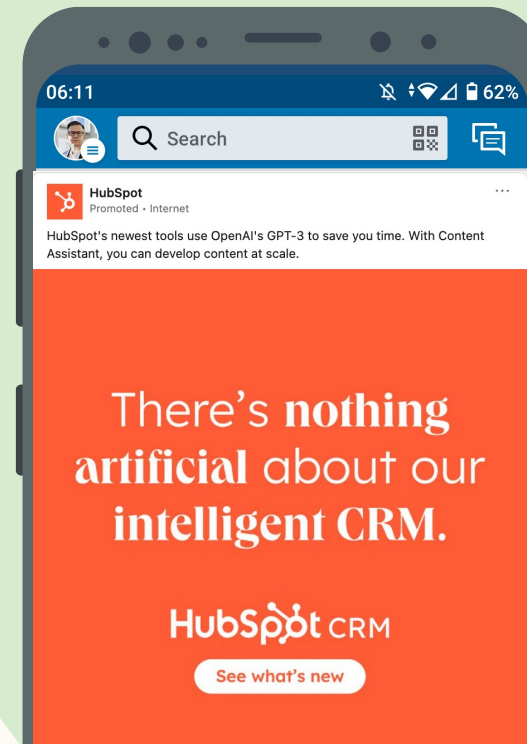 06:11
62%
Search
HubSpot
...
Promoted • Internet
HubSpot's newest tools use OpenAI's GPT-3 to save you time. With Content
Assistant, you can develop content at scale.
There's nothing
artificial about our
intelligent CRM.
HubSpot CRM
See what's new